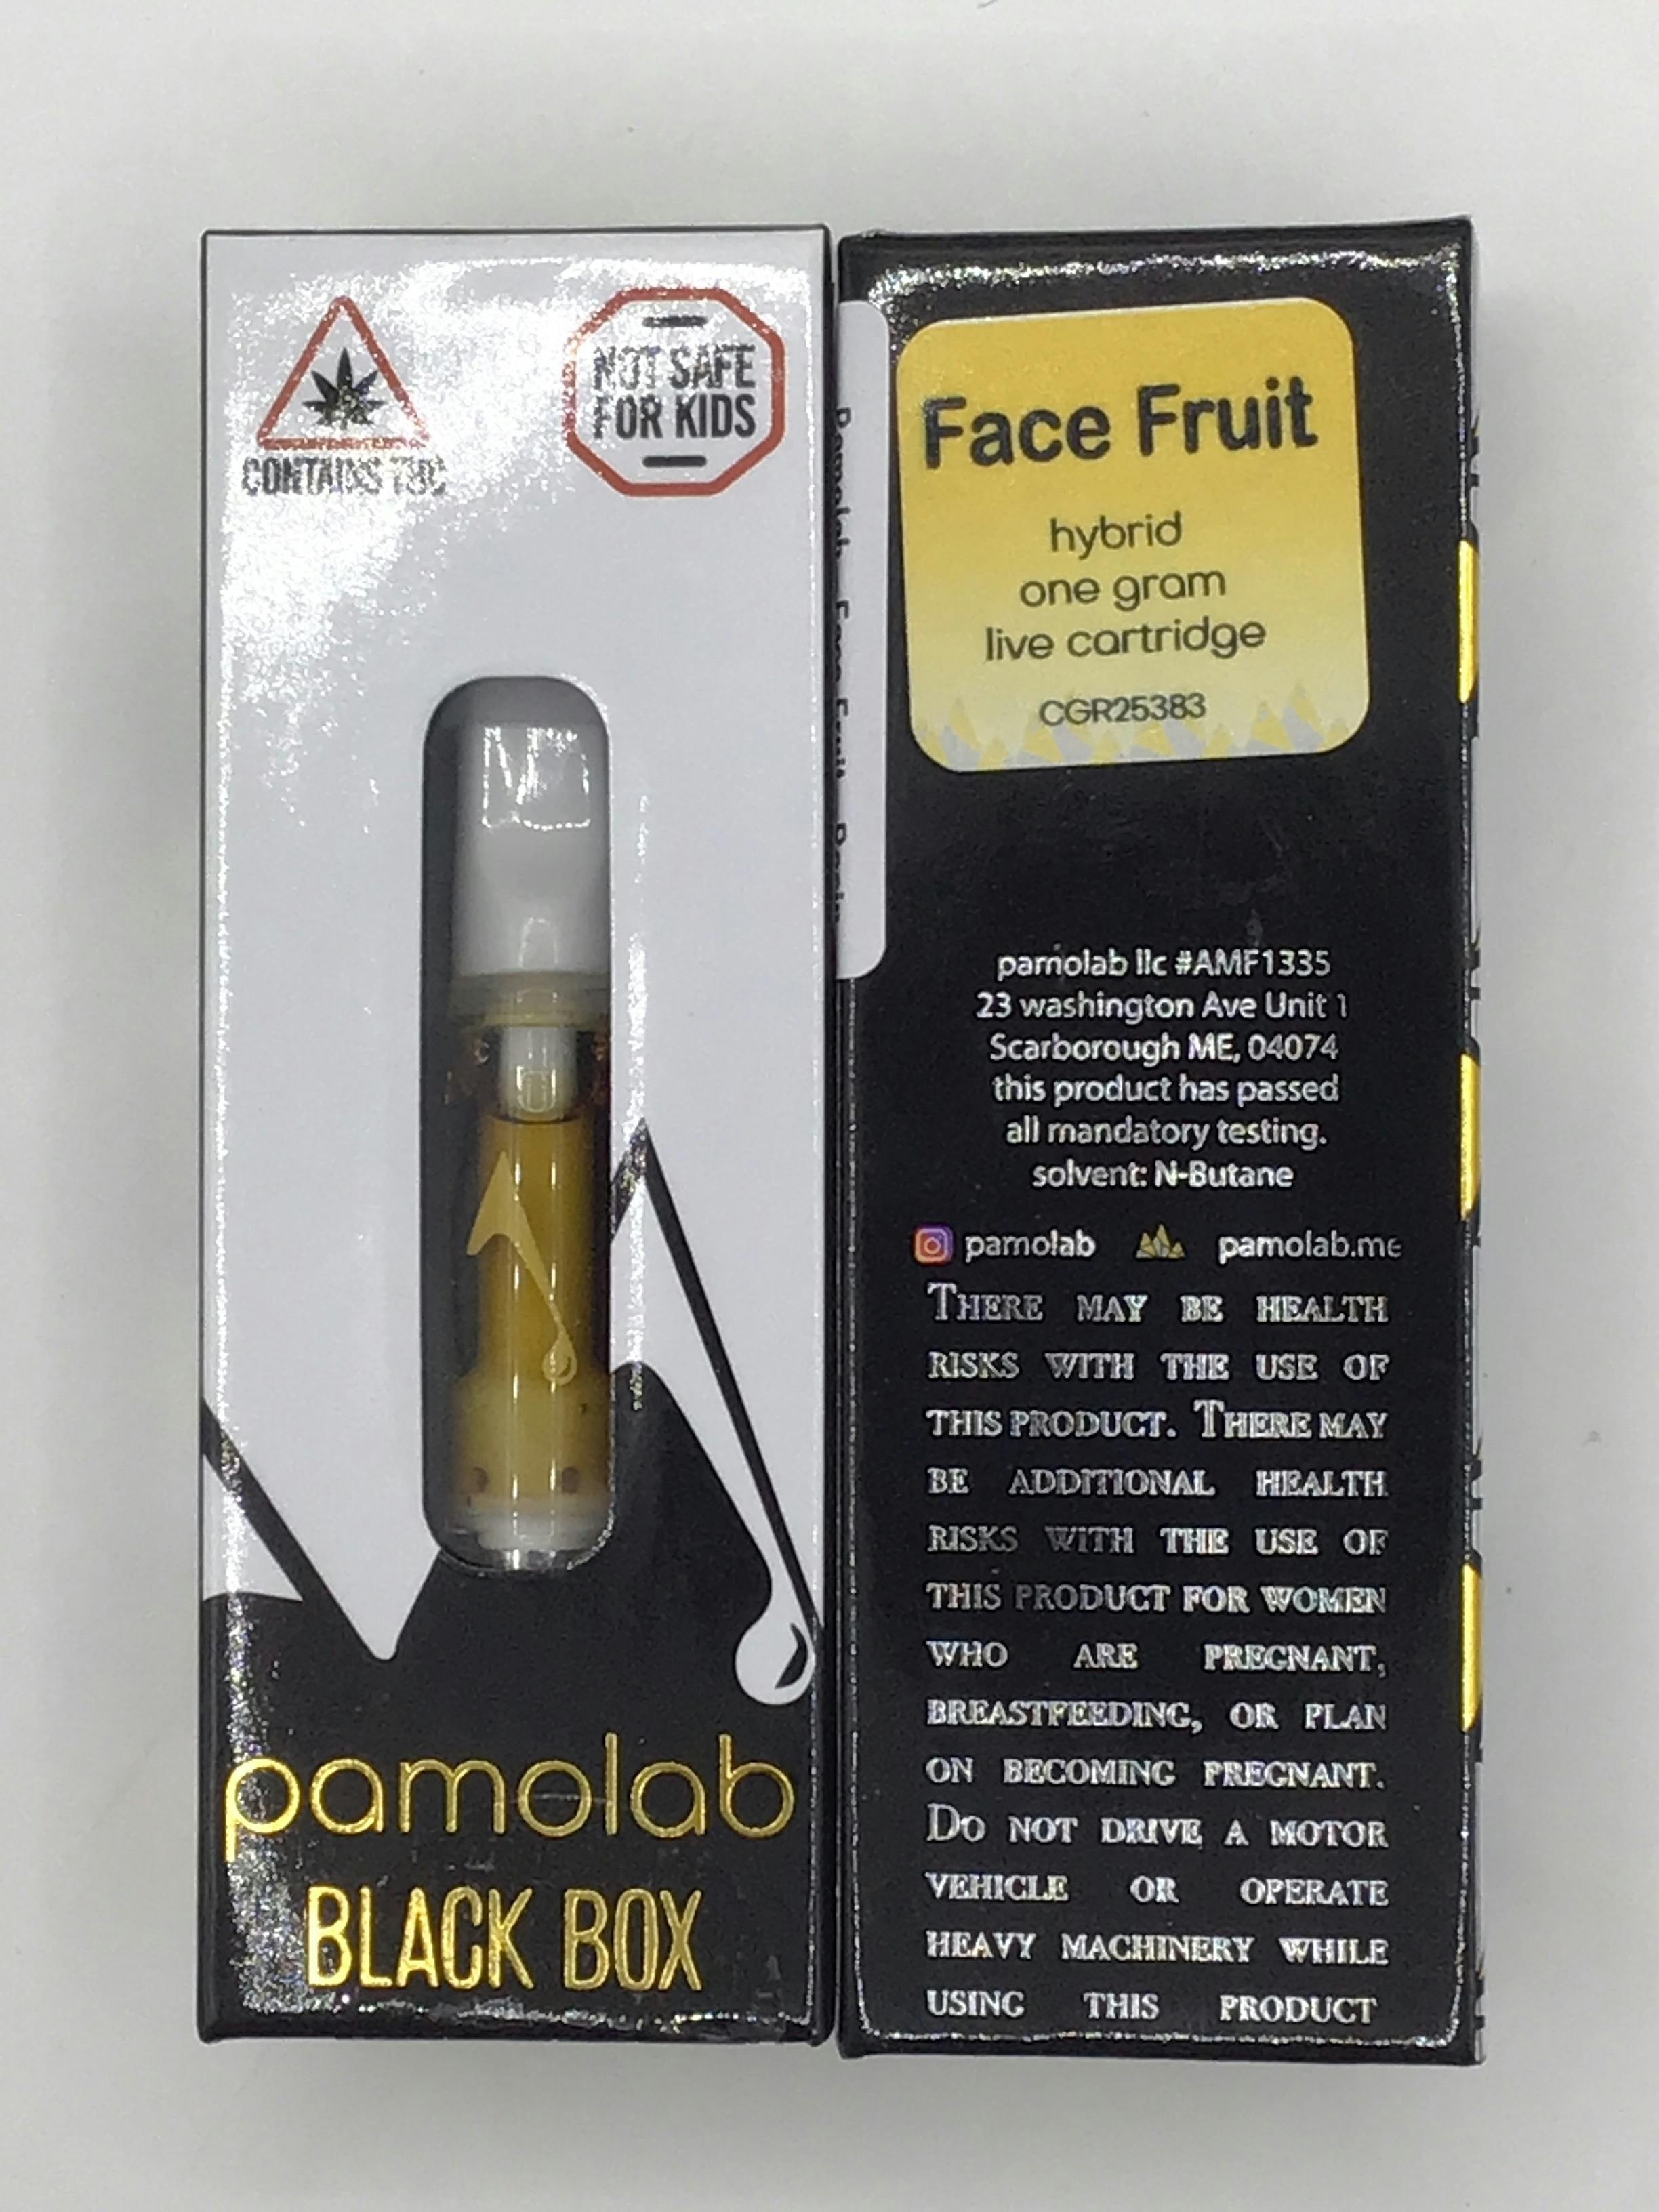 CONTAINS THC
NOT SAFE
FOR KIDS
pamolab
BLACK BOX
Face Fruit
hybrid
one gram
live cartridge
CGR25383
pamolab llc #AMF1335
23 washington Ave Unit 1
Scarborough ME, 04074
this product has passed
all mandatory testing.
solvent: N-Butane
pamolab pamolab.me
THERE MAY BE HEALTH
RISKS WITH THE USE OF
THIS PRODUCT. THERE MAY
BE ADDITIONAL HEALTH
RISKS WITH THE USE OF
THIS PRODUCT FOR WOMEN
WHO ARE PREGNANT,
BREASTFEEDING, OR PLAN
ON BECOMING PREGNANT.
DO NOT DRIVE A MOTOR
VEHICLE OR OPERATE
HEAVY MACHINERY WHILE
USING THIS PRODUCT